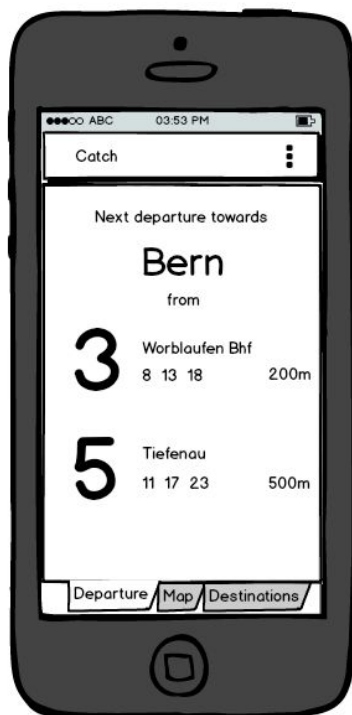 ABC 03:53 PM
Catch
Next departure towards
Bern
from
3 Worblaufen Bhf
8 13 18 200m
5 Tiefenau
11 17 23 500m
Departure Map Destinations